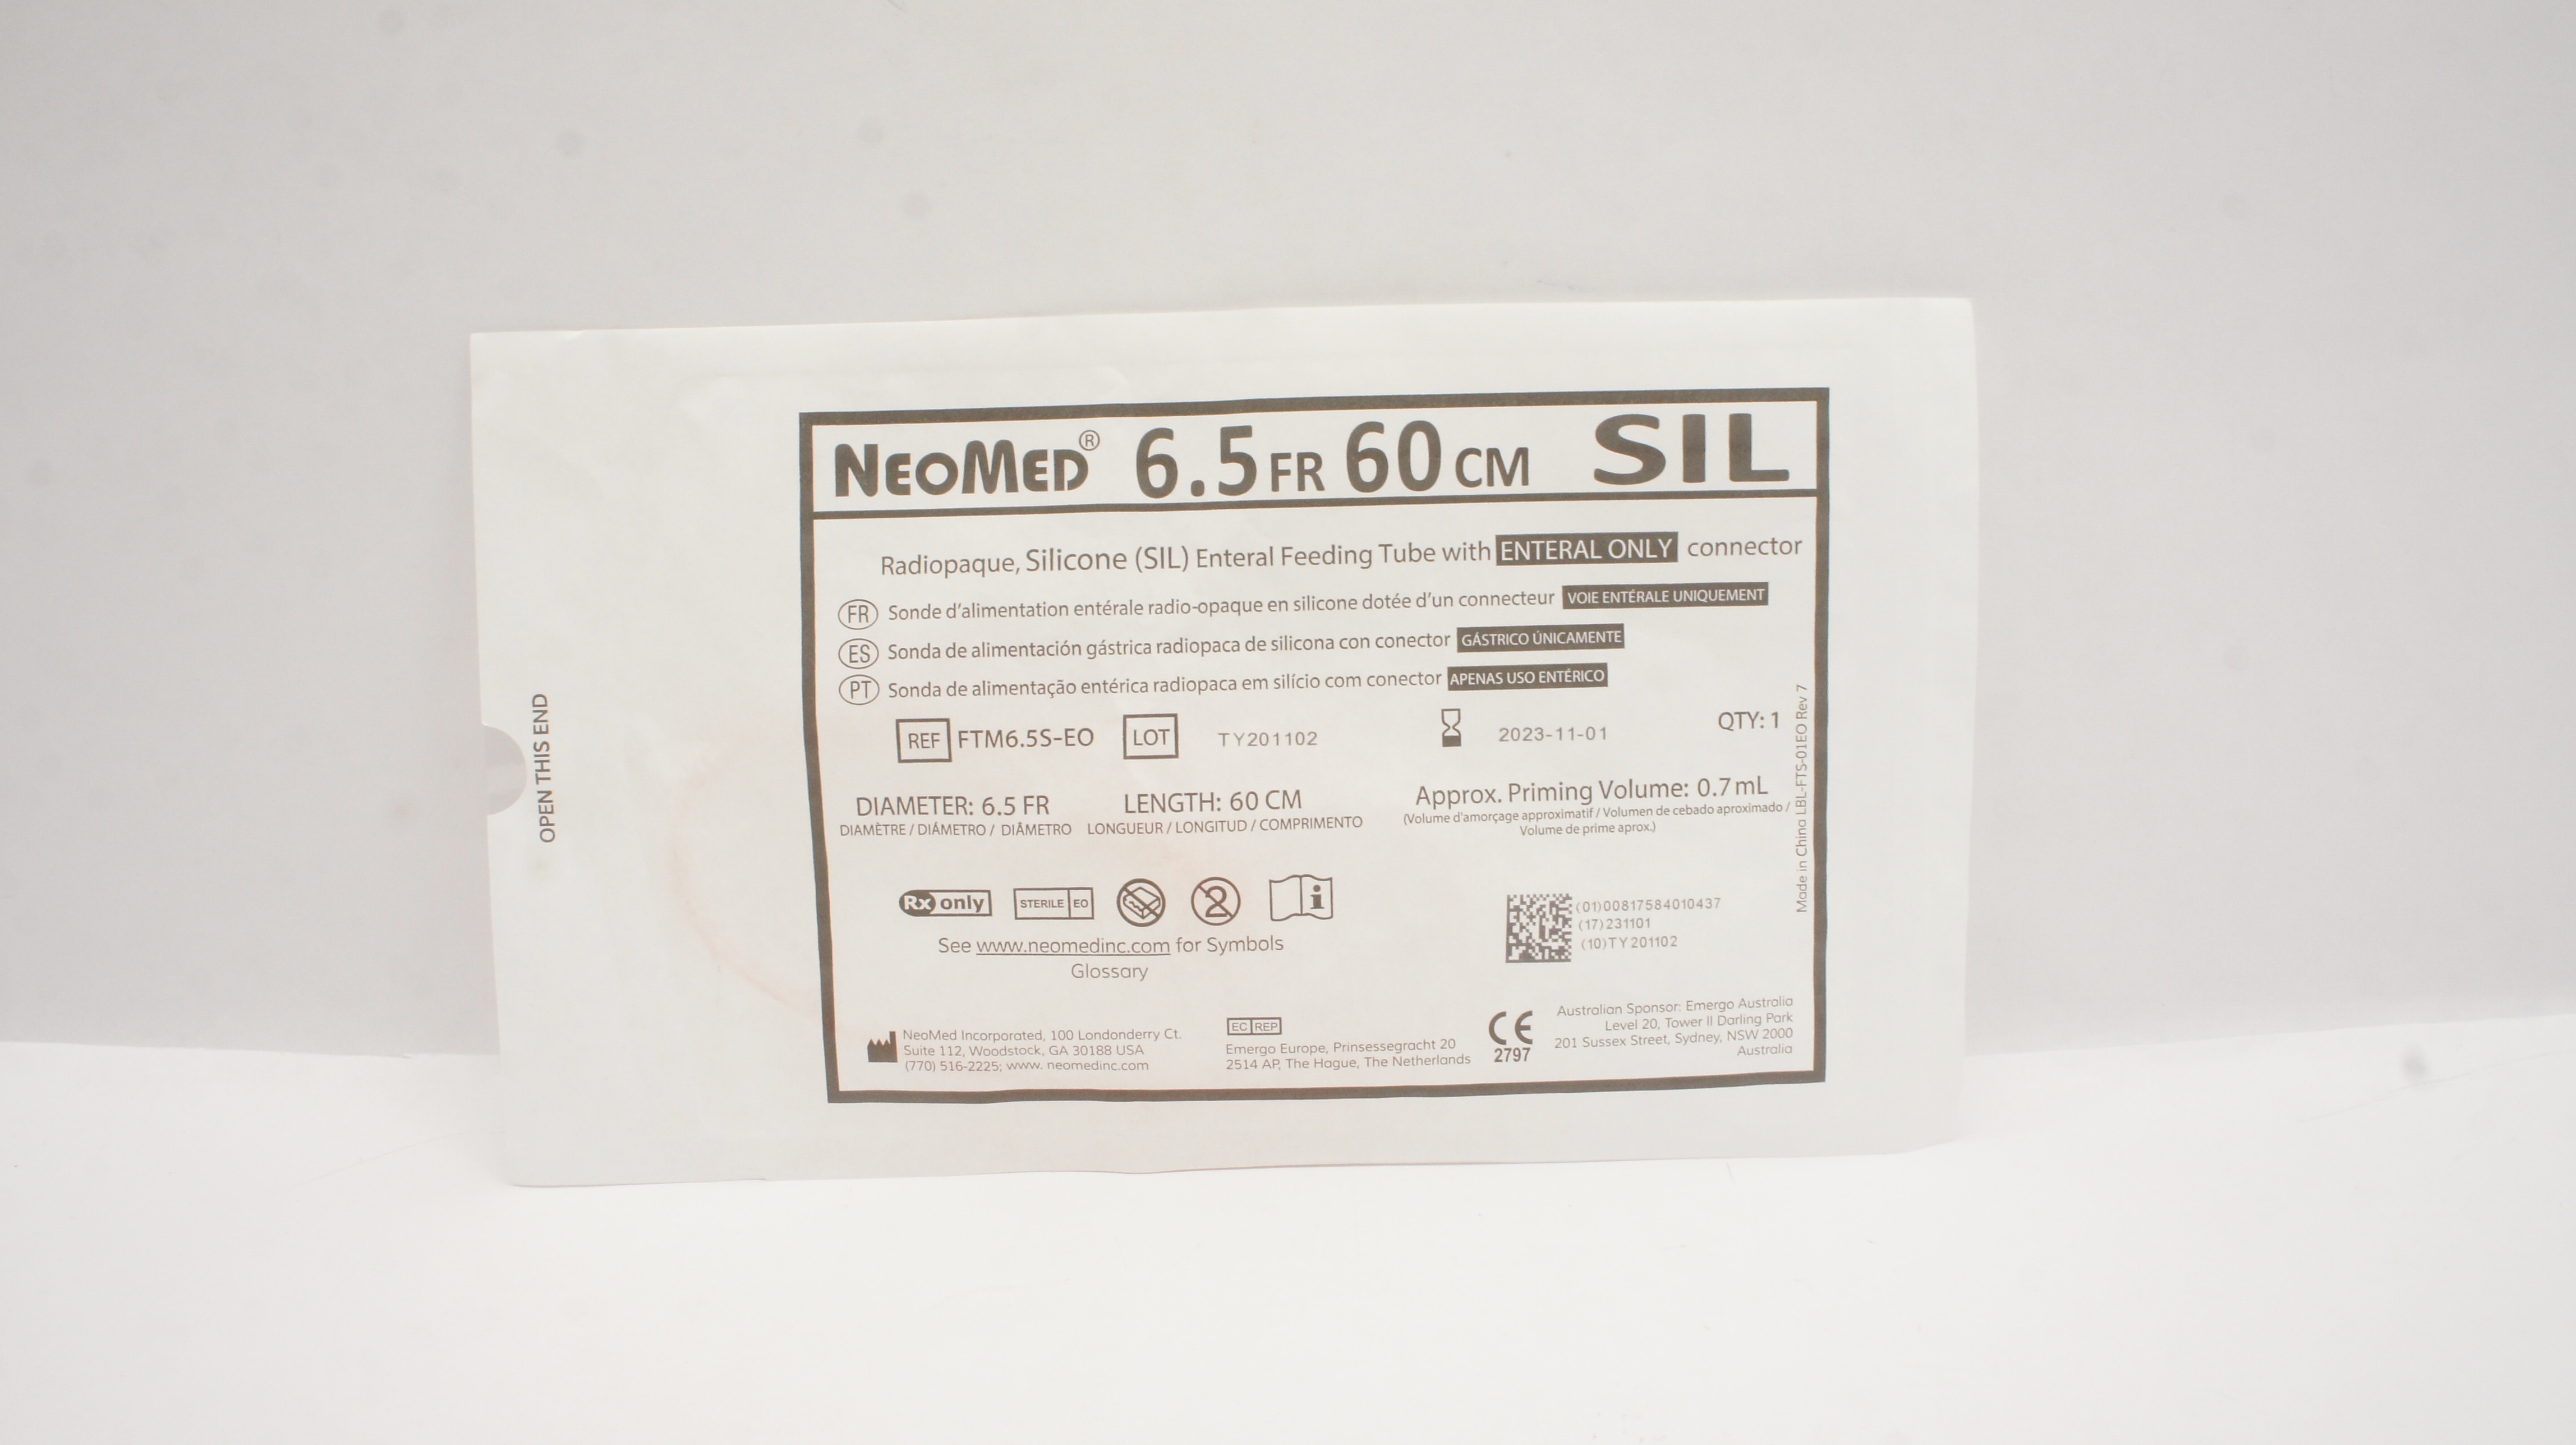 NEOMED® 6.5 FR 60 CM SIL
Radiopaque, Silicone (SIL) Enteral Feeding Tube with ENTERAL ONLY connector
FR Sonde d'alimentation entérale radio-opaque en silicone dotée d'un connecteur VOIE ENTÉRALE UNIQUEMENT
ES Sonda de alimentación gástrica radiopaca de silicona con conector GÁSTRICO ÚNICAMENTE
PT Sonda de alimentação entérica radiopaca em silício com conector APENAS USO ENTÉRICO
REF FTM6.5S-EO LOT TY201102 2023-11-01 QTY: 1
DIAMETER: 6.5 FR LENGTH: 60 CM Approx. Priming Volume: 0.7 mL
DIAMÈTRE / DIÁMETRO / DIÂMETRO LONGUEUR / LONGITUD / COMPRIMENTO (Volume d'amorçage approximatif / Volumen de cebado aproximado /
Volume de prime aprox.)
Rx only STERILE EO 2 i
See www.neomedinc.com for Symbols
Glossary
(01)00817584010437
(17)231101
(10)TY201102
NeoMed Incorporated, 100 Londonderry Ct.
Suite 112, Woodstock, GA 30188 USA
(770) 516-2225; www. neomedinc.com
EC REP
Emergo Europe, Prinsessegracht 20
2514 AP, The Hague, The Netherlands
CE
2797
Australian Sponsor: Emergo Australia
Level 20, Tower II Darling Park
201 Sussex Street, Sydney, NSW 2000
Australia
Made in China LBL-FTS-01EO Rev 7
OPEN THIS END